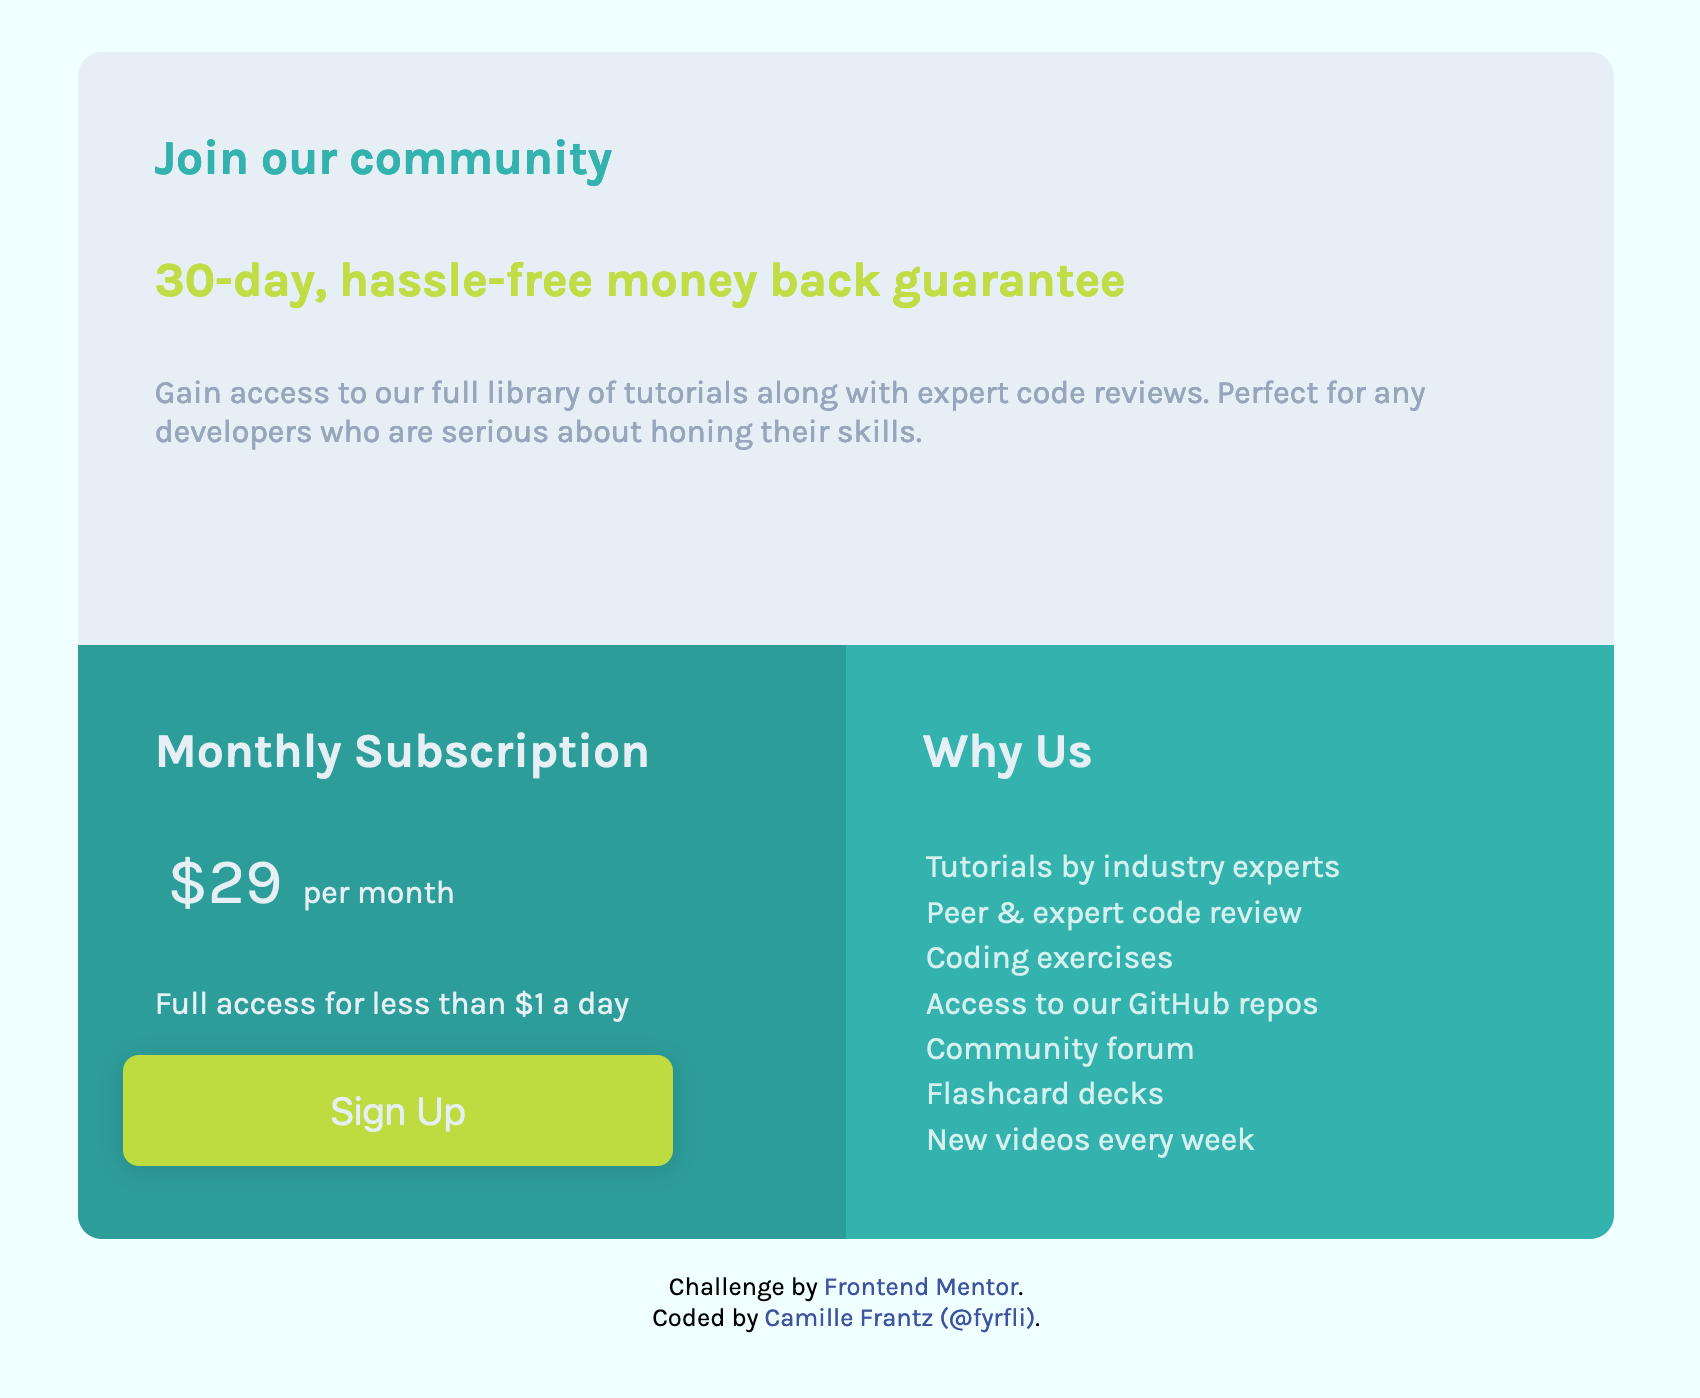 Join our community
30-day, hassle-free money back guarantee
Gain access to our full library of tutorials along with expert code reviews. Perfect for any
developers who are serious about honing their skills.
Monthly Subscription
$29 per month
Full access for less than $1 a day
Sign Up
Why Us
Tutorials by industry experts
Peer & expert code review
Coding exercises
Access to our GitHub repos
Community forum
Flashcard decks
New videos every week
Challenge by Frontend Mentor.
Coded by Camille Frantz (@fyrfli).